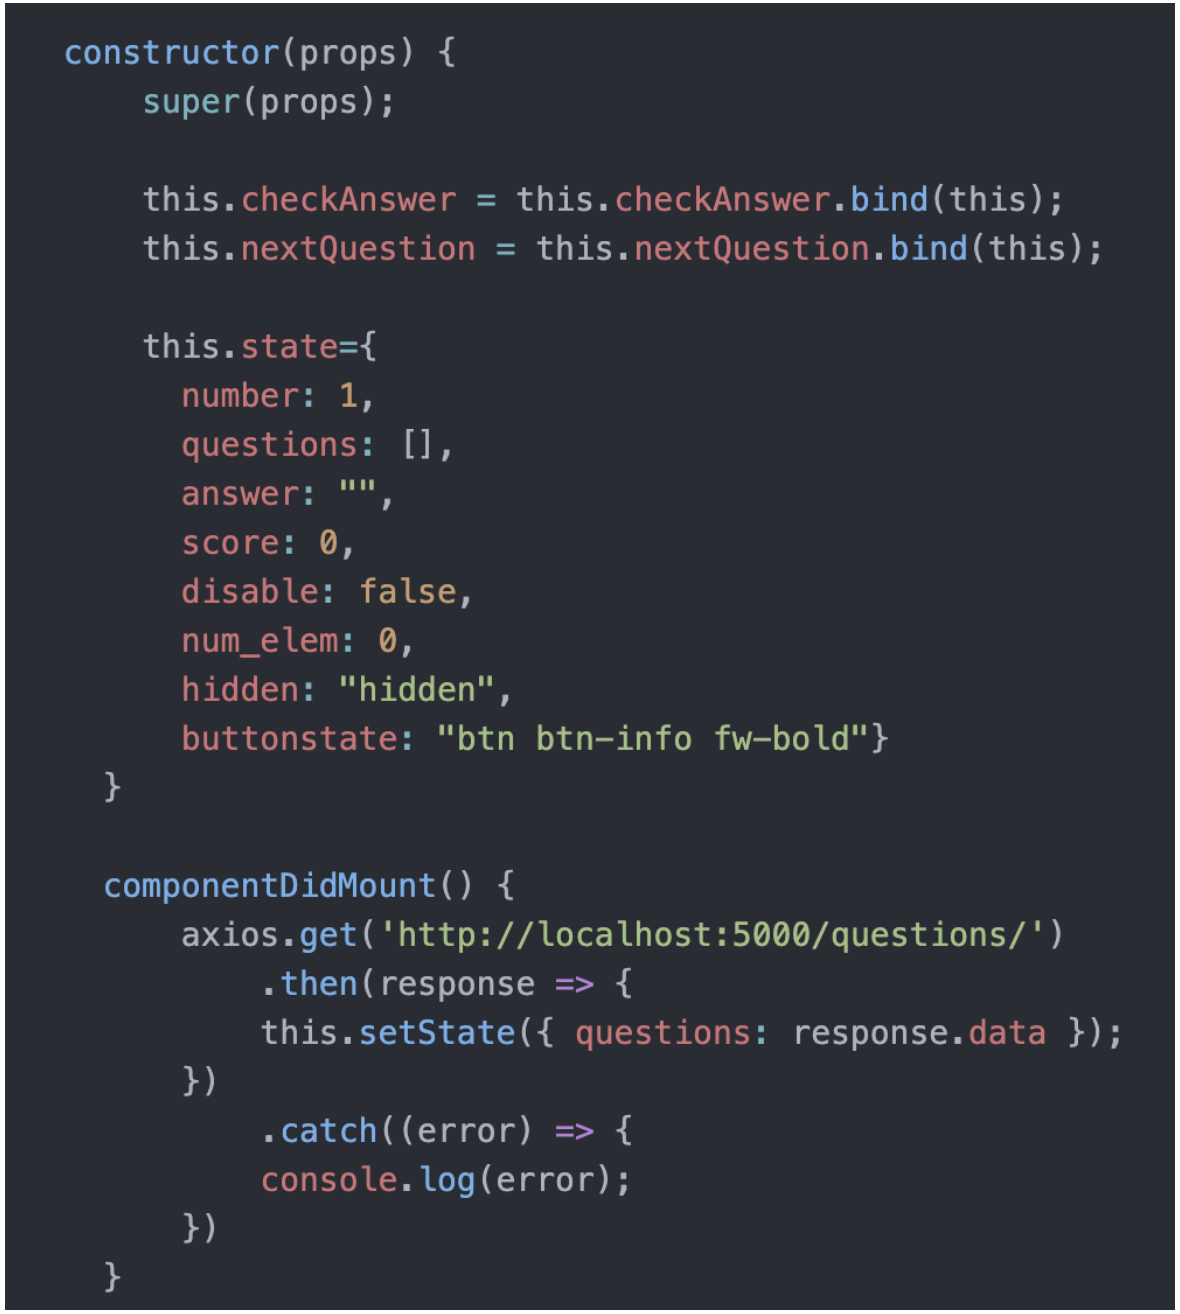 constructor(props) {
super(props);
this.checkAnswer = this.checkAnswer.bind(this);
this.nextQuestion = this.nextQuestion.bind(this);
this.state={
number: 1,
questions: [],
answer: "",
score: 0,
disable: false,
num_elem: 0,
hidden: "hidden",
buttonstate: "btn btn-info fw-bold"}
}
componentDidMount() {
axios.get('http://localhost:5000/questions/')
.then(response => {
this.setState({ questions: response.data });
})
.catch((error) => {
console.log(error);
})
}